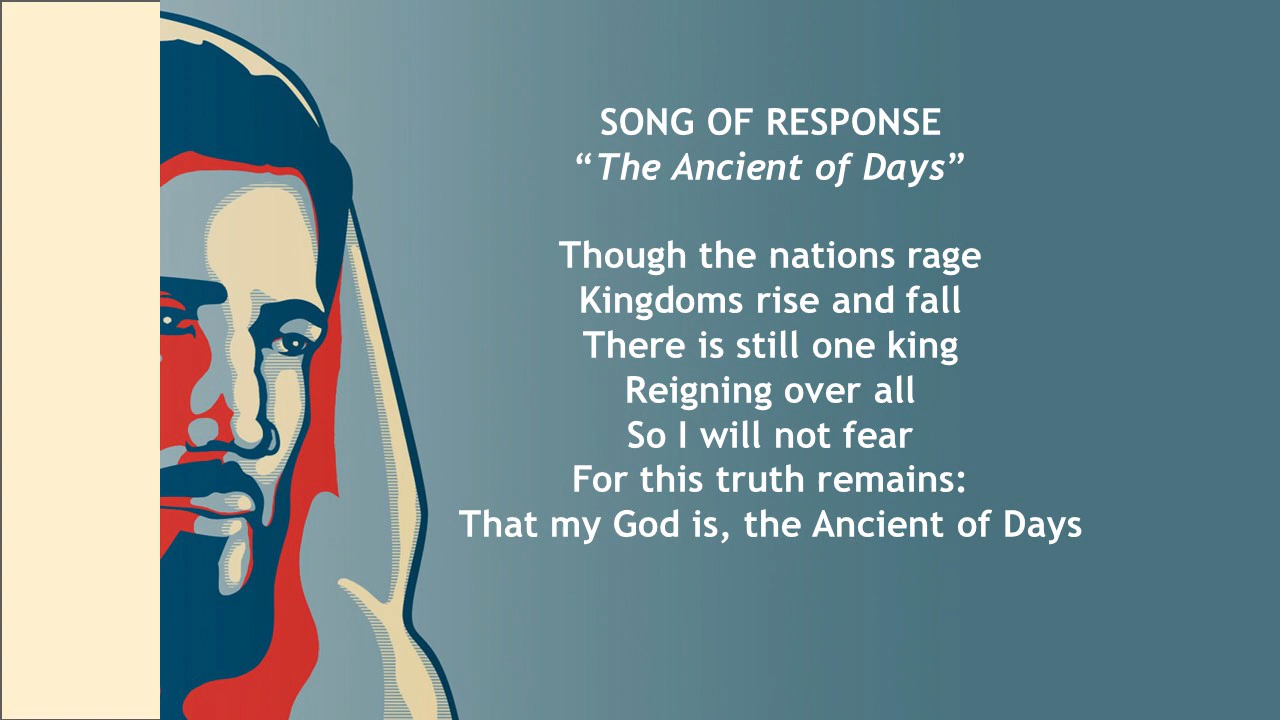 SONG OF RESPONSE
“The Ancient of Days”
Though the nations rage
Kingdoms rise and fall
There is still one king
Reigning over all
So I will not fear
For this truth remains:
That my God is, the Ancient of Days